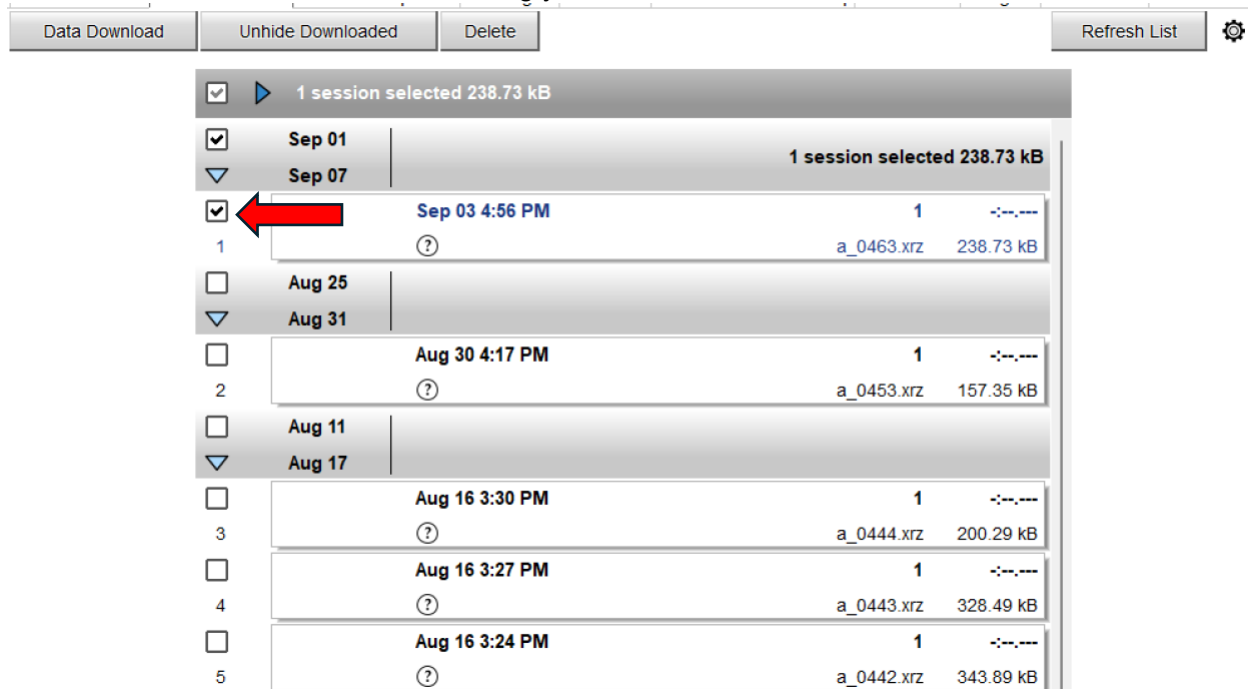 Data Download Unhide Downloaded Delete Refresh List
1 session selected 238.73 kB
Sep 01
1 session selected 238.73 kB
Sep 07
Sep 03 4:56 PM 1 -:--.---
1 ? a_0463.xrz 238.73 kB
Aug 25
Aug 31
Aug 30 4:17 PM 1 -:--.---
2 ? a_0453.xrz 157.35 kB
Aug 11
Aug 17
Aug 16 3:30 PM 1 -:--.---
3 ? a_0444.xrz 200.29 kB
Aug 16 3:27 PM 1 -:--.---
4 ? a_0443.xrz 328.49 kB
Aug 16 3:24 PM 1 -:--.---
5 ? a_0442.xrz 343.89 kB